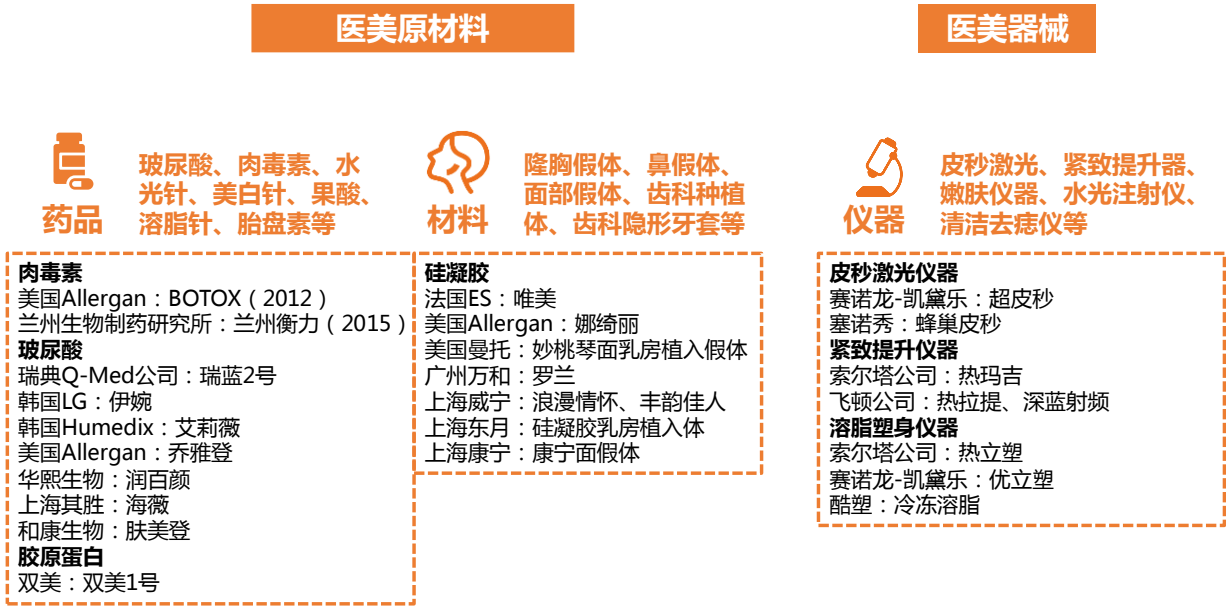 医美原材料
医美器械
药品
玻尿酸、肉毒素、水
光针、美白针、果酸、
溶脂针、胎盘素等
材料
隆胸假体、鼻假体、
面部假体、齿科种植
体、齿科隐形牙套等
仪器
皮秒激光、紧致提升器、
嫩肤仪器、水光注射仪、
清洁去痣仪等
肉毒素
美国Allergan：BOTOX（2012）
兰州生物制药研究所：兰州衡力（2015）
玻尿酸
瑞典Q-Med公司：瑞蓝2号
韩国LG：伊婉
韩国Humedix：艾莉薇
美国Allergan：乔雅登
华熙生物：润百颜
上海其胜：海薇
和康生物：肤美登
胶原蛋白
双美：双美1号
硅凝胶
法国ES：唯美
美国Allergan：娜绮丽
美国曼托：妙桃琴面乳房植入假体
广州万和：罗兰
上海威宁：浪漫情怀、丰韵佳人
上海东月：硅凝胶乳房植入体
上海康宁：康宁面假体
皮秒激光仪器
赛诺龙-凯黛乐：超皮秒
塞诺秀：蜂巢皮秒
紧致提升仪器
索尔塔公司：热玛吉
飞顿公司：热拉提、深蓝射频
溶脂塑身仪器
索尔塔公司：热立塑
赛诺龙-凯黛乐：优立塑
酷塑：冷冻溶脂